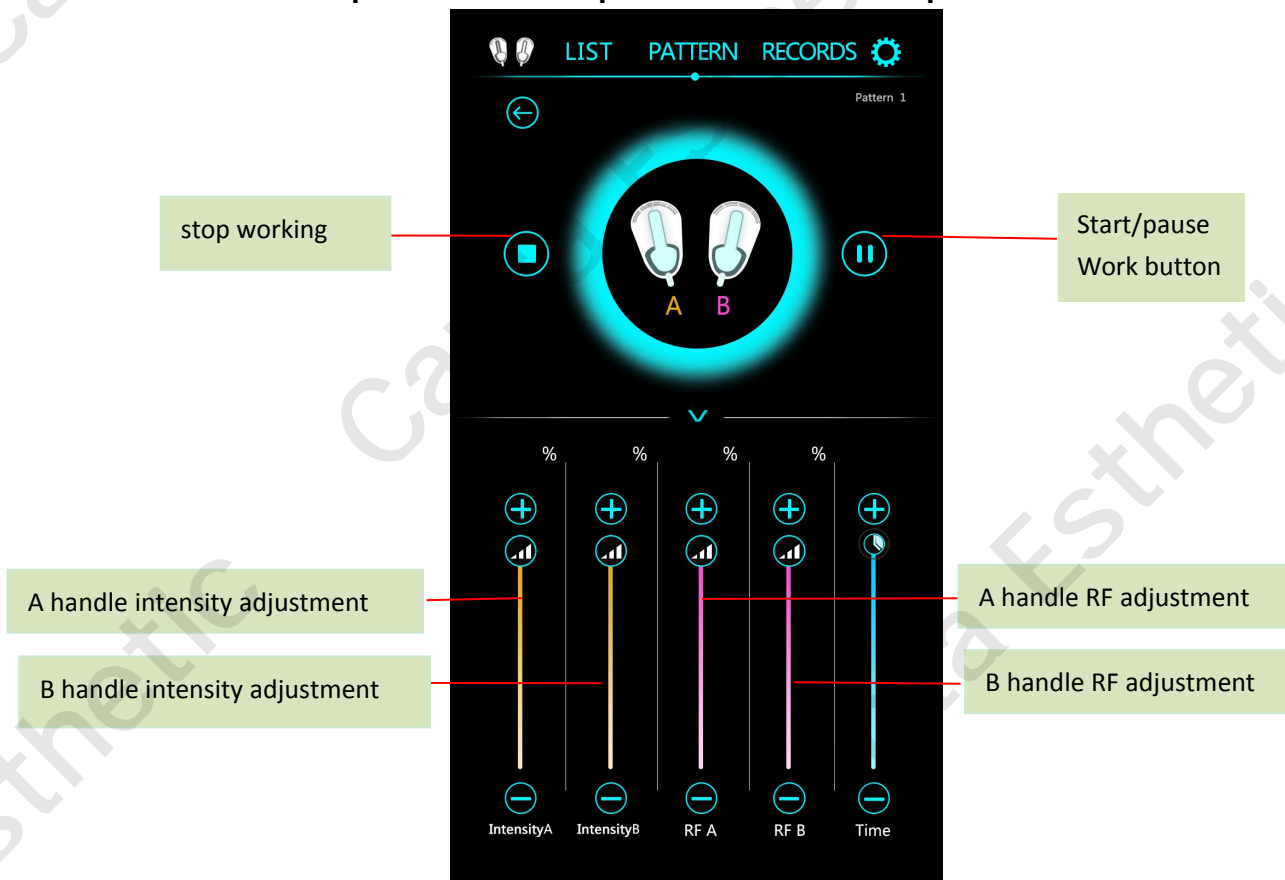 LIST PATTERN RECORDS
Pattern 1
stop working
Start/pause
Work button
A B
% % % %
A handle intensity adjustment
A handle RF adjustment
B handle intensity adjustment
B handle RF adjustment
IntensityA IntensityB RF A RF B Time